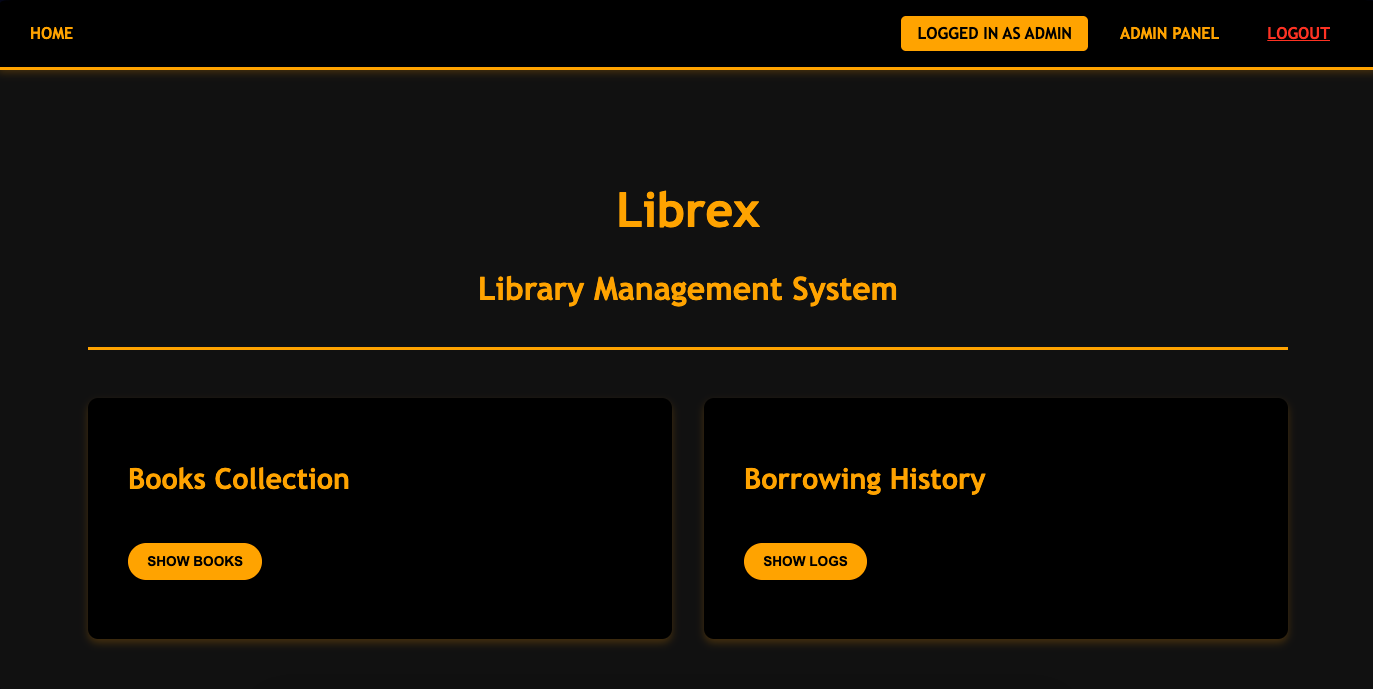 HOME
LOGGED IN AS ADMIN
ADMIN PANEL
LOGOUT
Librex
Library Management System
Books Collection
SHOW BOOKS
Borrowing History
SHOW LOGS